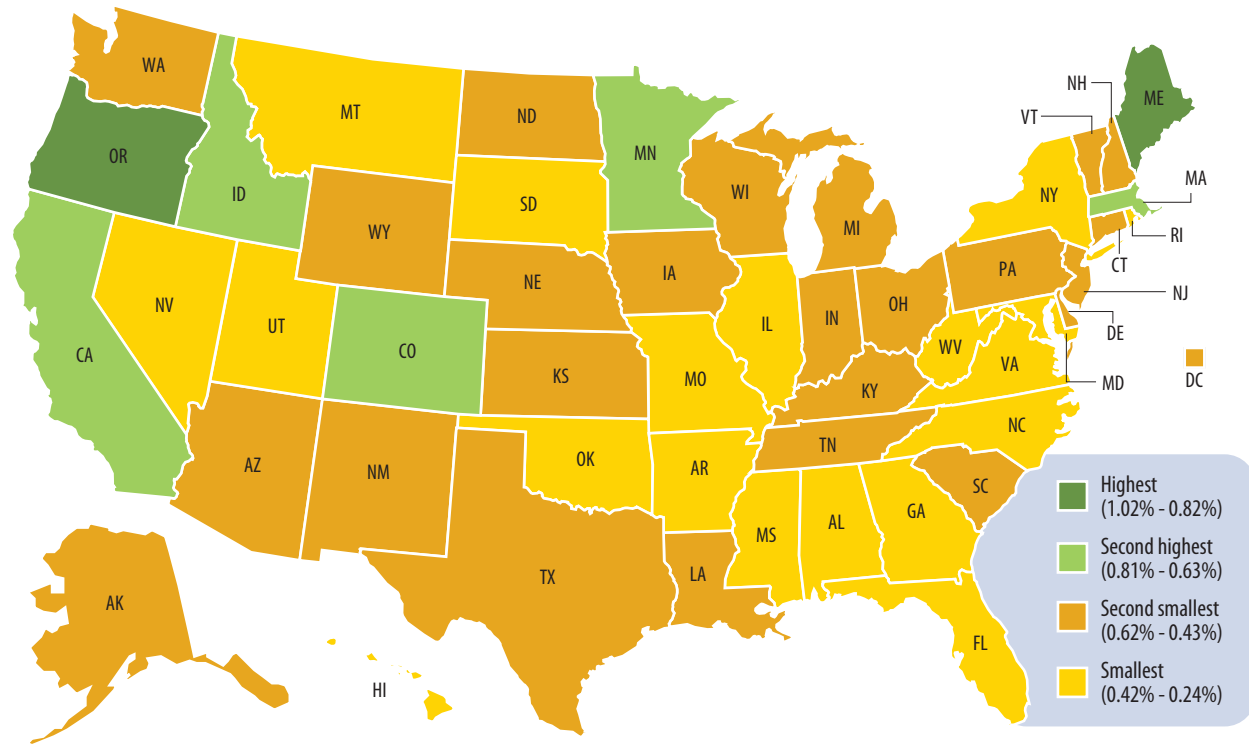 WA
MT
ND
MN
OR
ID
SD
WY
WI
MI
NH
VT
ME
NY
MA
RI
CT
NJ
DE
MD
DC
PA
IA
NE
NV
UT
CO
CA
IL
IN
OH
WV
VA
KS
MO
KY
NC
TN
AZ
NM
OK
AR
SC
MS
AL
GA
TX
LA
FL
AK
HI
Highest
(1.02% - 0.82%)
Second highest
(0.81% - 0.63%)
Second smallest
(0.62% - 0.43%)
Smallest
(0.42% - 0.24%)